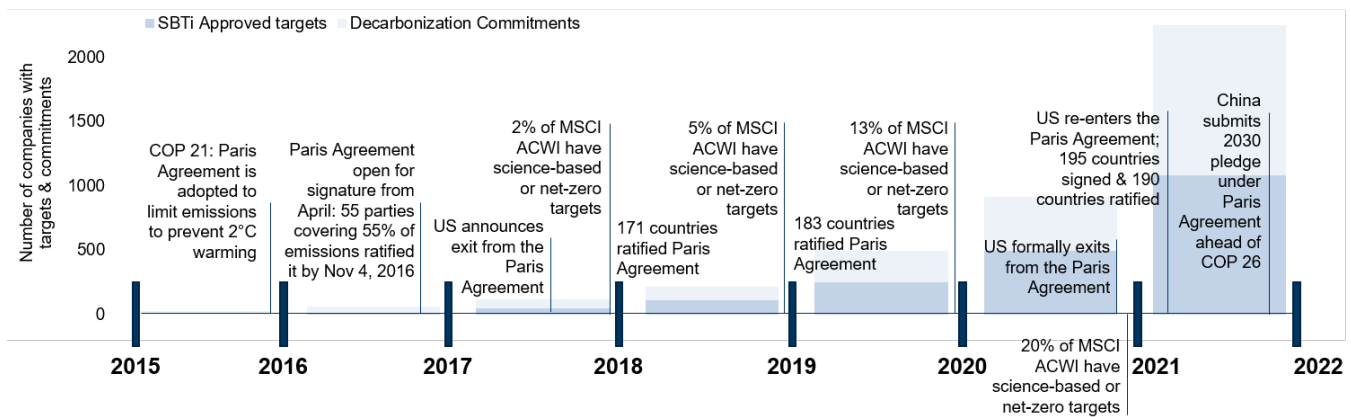 SBTi Approved targets
Decarbonization Commitments
Number of companies with
targets & commitments
2000
1500
1000
500
0
COP 21: Paris
Agreement is
adopted to
limit emissions
to prevent 2°C
warming
Paris Agreement
open for
signature from
April: 55 parties
covering 55% of
emissions ratified
it by Nov 4, 2016
US announces
exit from the
Paris
Agreement
2% of MSCI
ACWI have
science-based
or net-zero
targets
171 countries
ratified Paris
Agreement
5% of MSCI
ACWI have
science-based
or net-zero
targets
183 countries
ratified Paris
Agreement
13% of MSCI
ACWI have
science-based
or net-zero
targets
US formally exits
from the Paris
Agreement
20% of MSCI
ACWI have
science-based or
net-zero targets
US re-enters the
Paris Agreement;
195 countries
signed & 190
countries ratified
China
submits
2030
pledge
under
Paris
Agreement
ahead of
COP 26
2015
2016
2017
2018
2019
2020
2021
2022